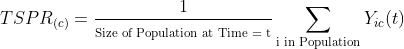 TSPR_{(c)} = \frac{1}{\text{Size of Population at Time = t}} \sum_{\text{i in Population}} Y_{ic}(t)